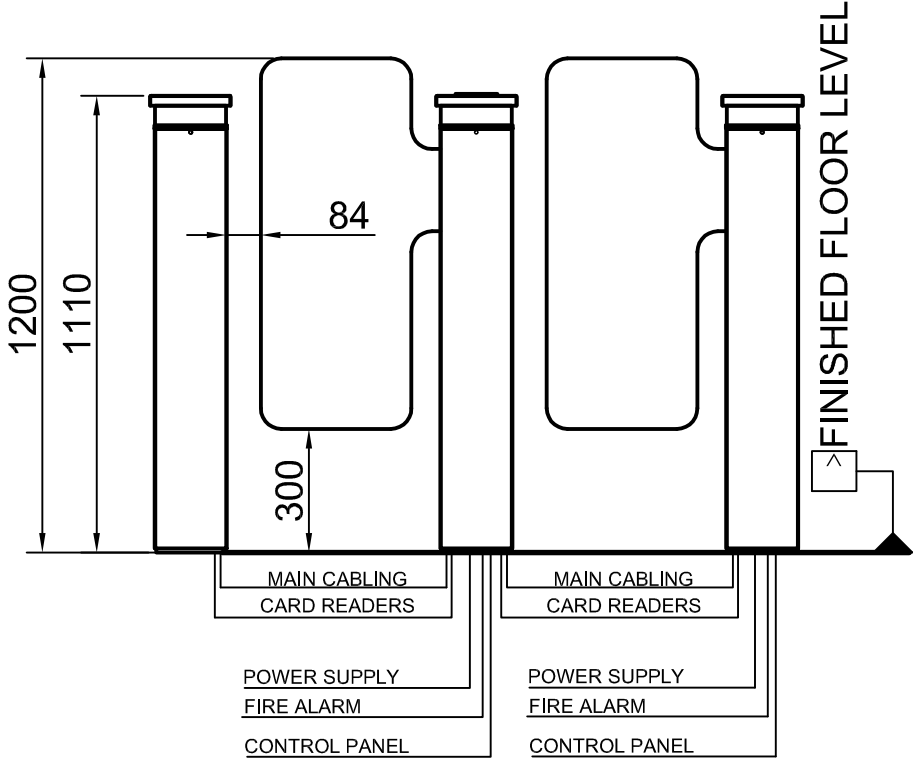 FINISHED FLOOR LEVEL
84
1200
1110
300
MAIN CABLING
MAIN CABLING
CARD READERS
CARD READERS
POWER SUPPLY
POWER SUPPLY
FIRE ALARM
FIRE ALARM
CONTROL PANEL
CONTROL PANEL